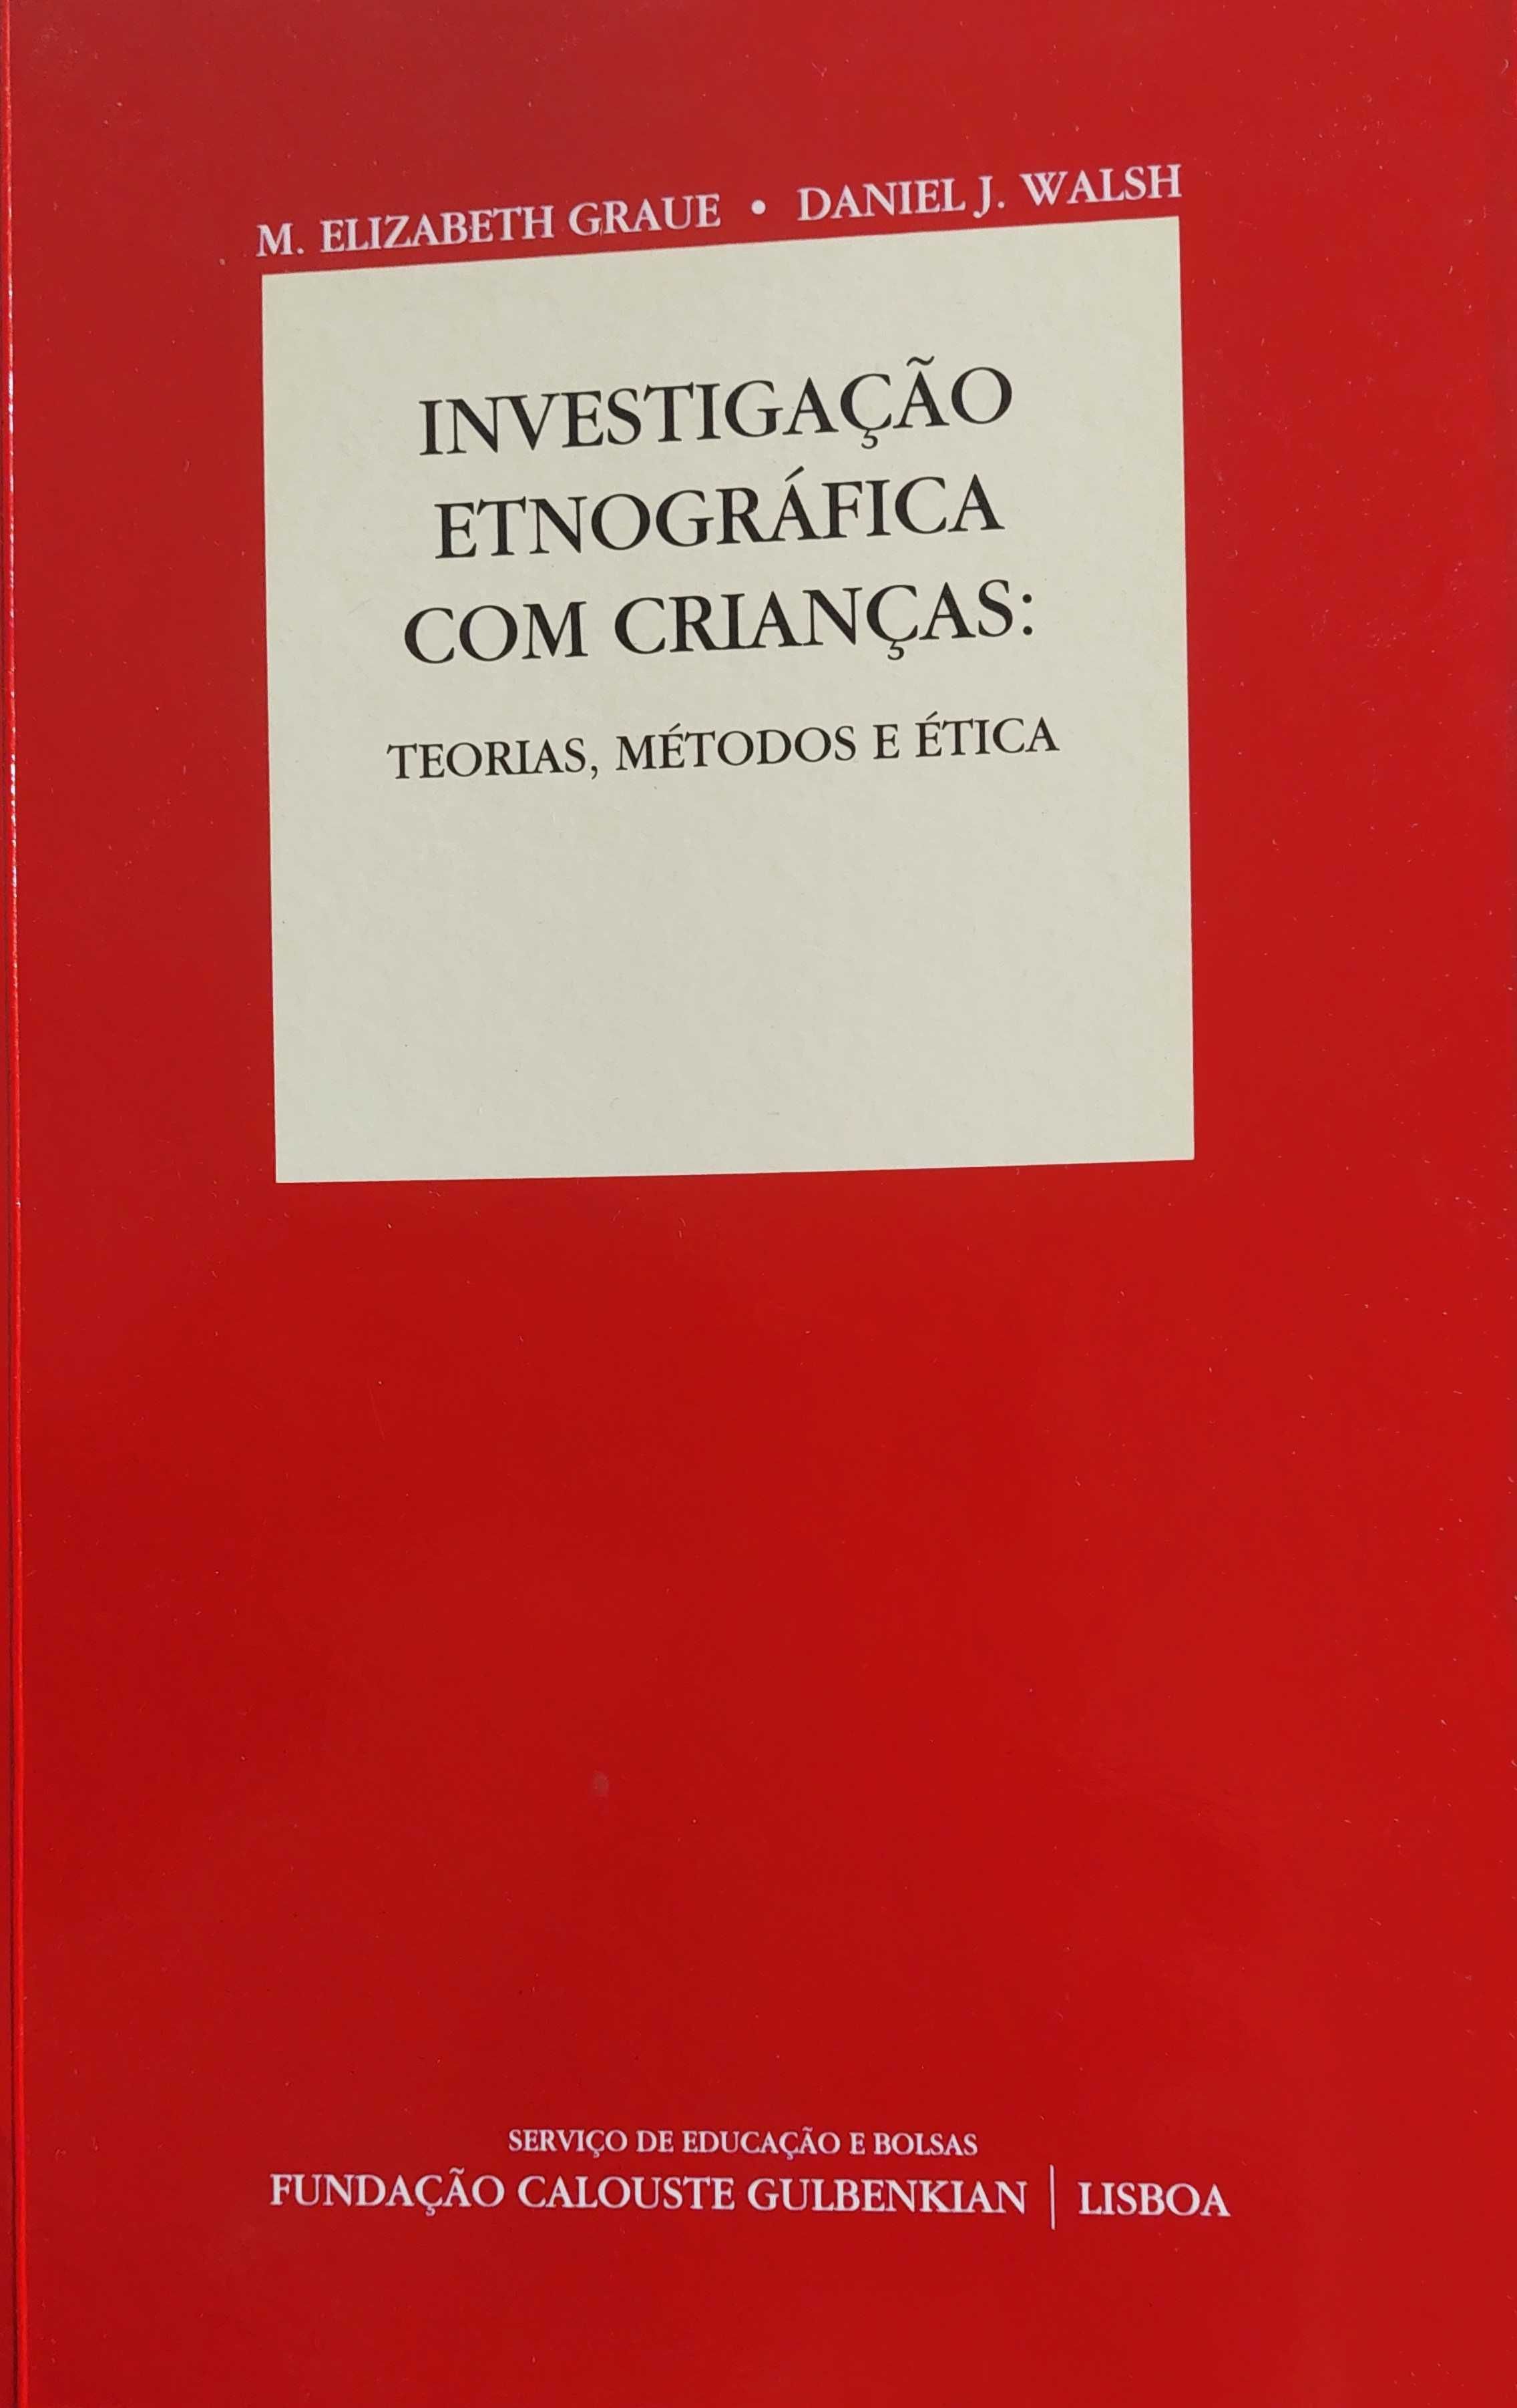 M. ELIZABETH GRAUE • DANIEL J. WALSH
INVESTIGAÇÃO
ETNOGRÁFICA
COM CRIANÇAS:
TEORIAS, MÉTODOS E ÉTICA
SERVIÇO DE EDUCAÇÃO E BOLSAS
FUNDAÇÃO CALOUSTE GULBENKIAN | LISBOA